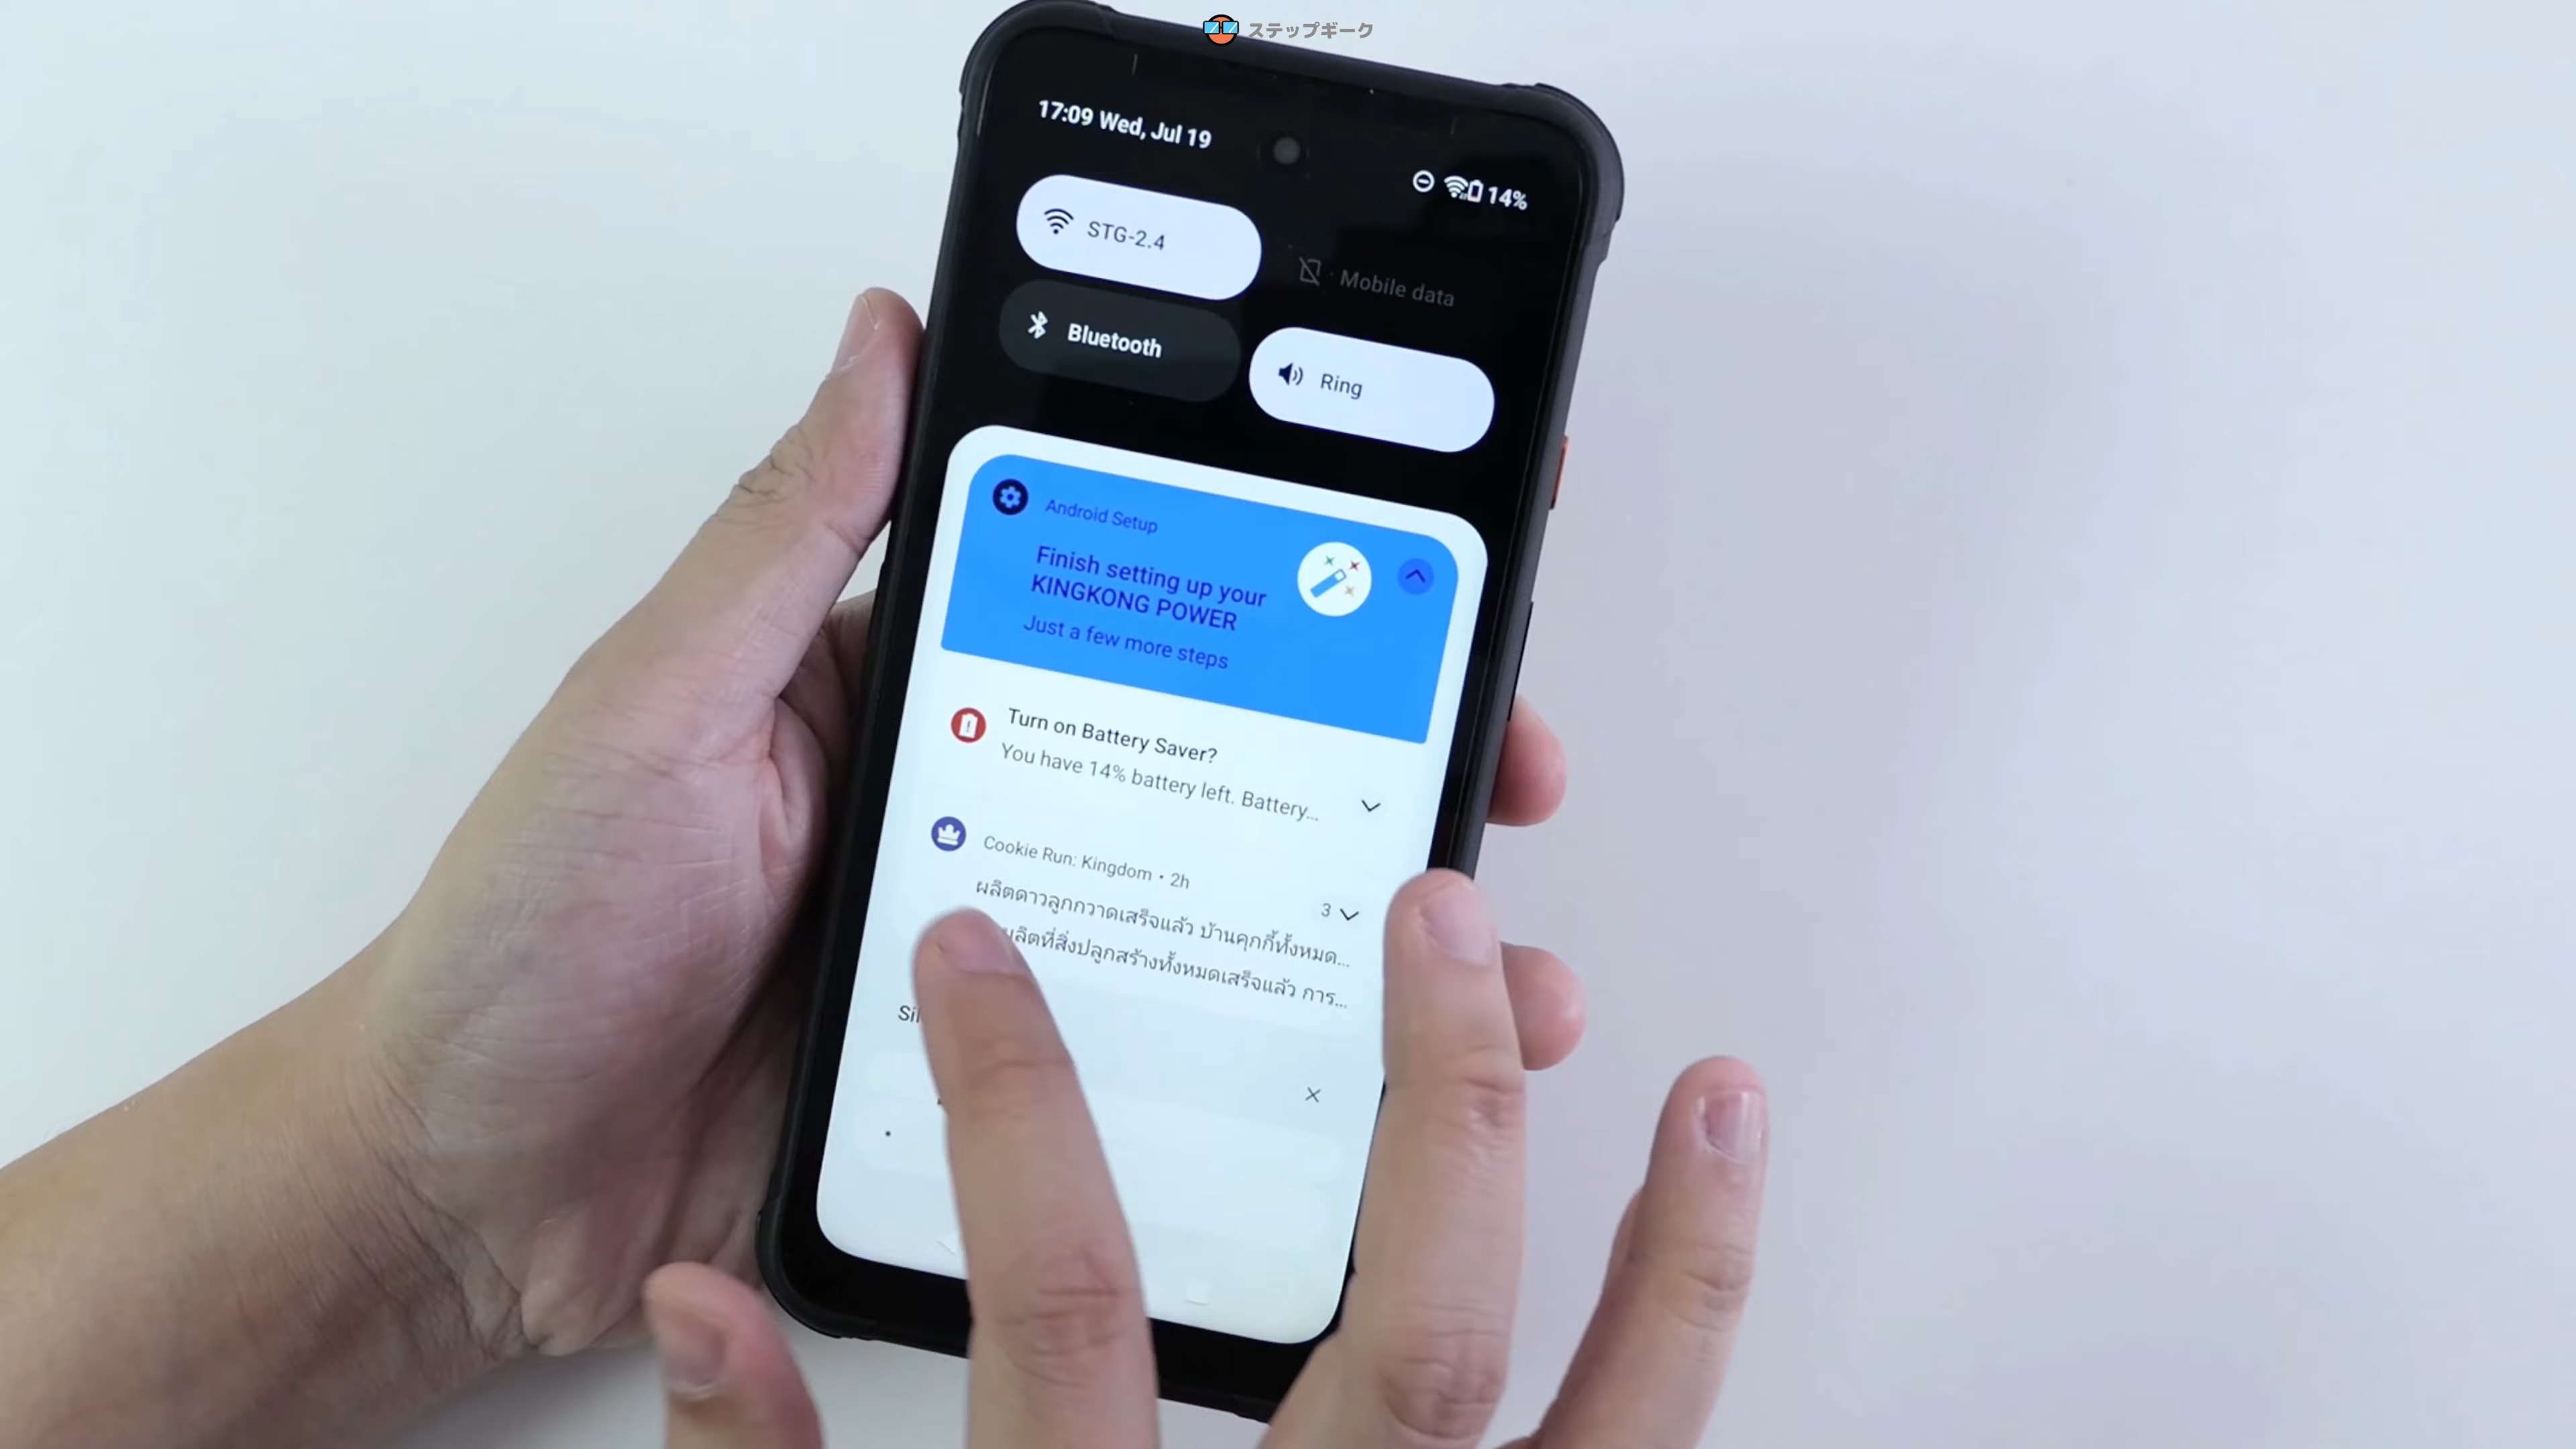 ステップギーク
17:09 Wed, Jul 19
14%
STG-2.4
Mobile data
Bluetooth
Ring
Android Setup
Finish setting up your
KINGKONG POWER
Just a few more steps
Turn on Battery Saver?
You have 14% battery left. Battery...
Cookie Run: Kingdom • 2h
ผลิตดาวลูกกวาดเสร็จแล้ว บ้านคุกกี้ทั้งหมด...
3
ผลิตที่สิ่งปลูกสร้างทั้งหมดเสร็จแล้ว การ...